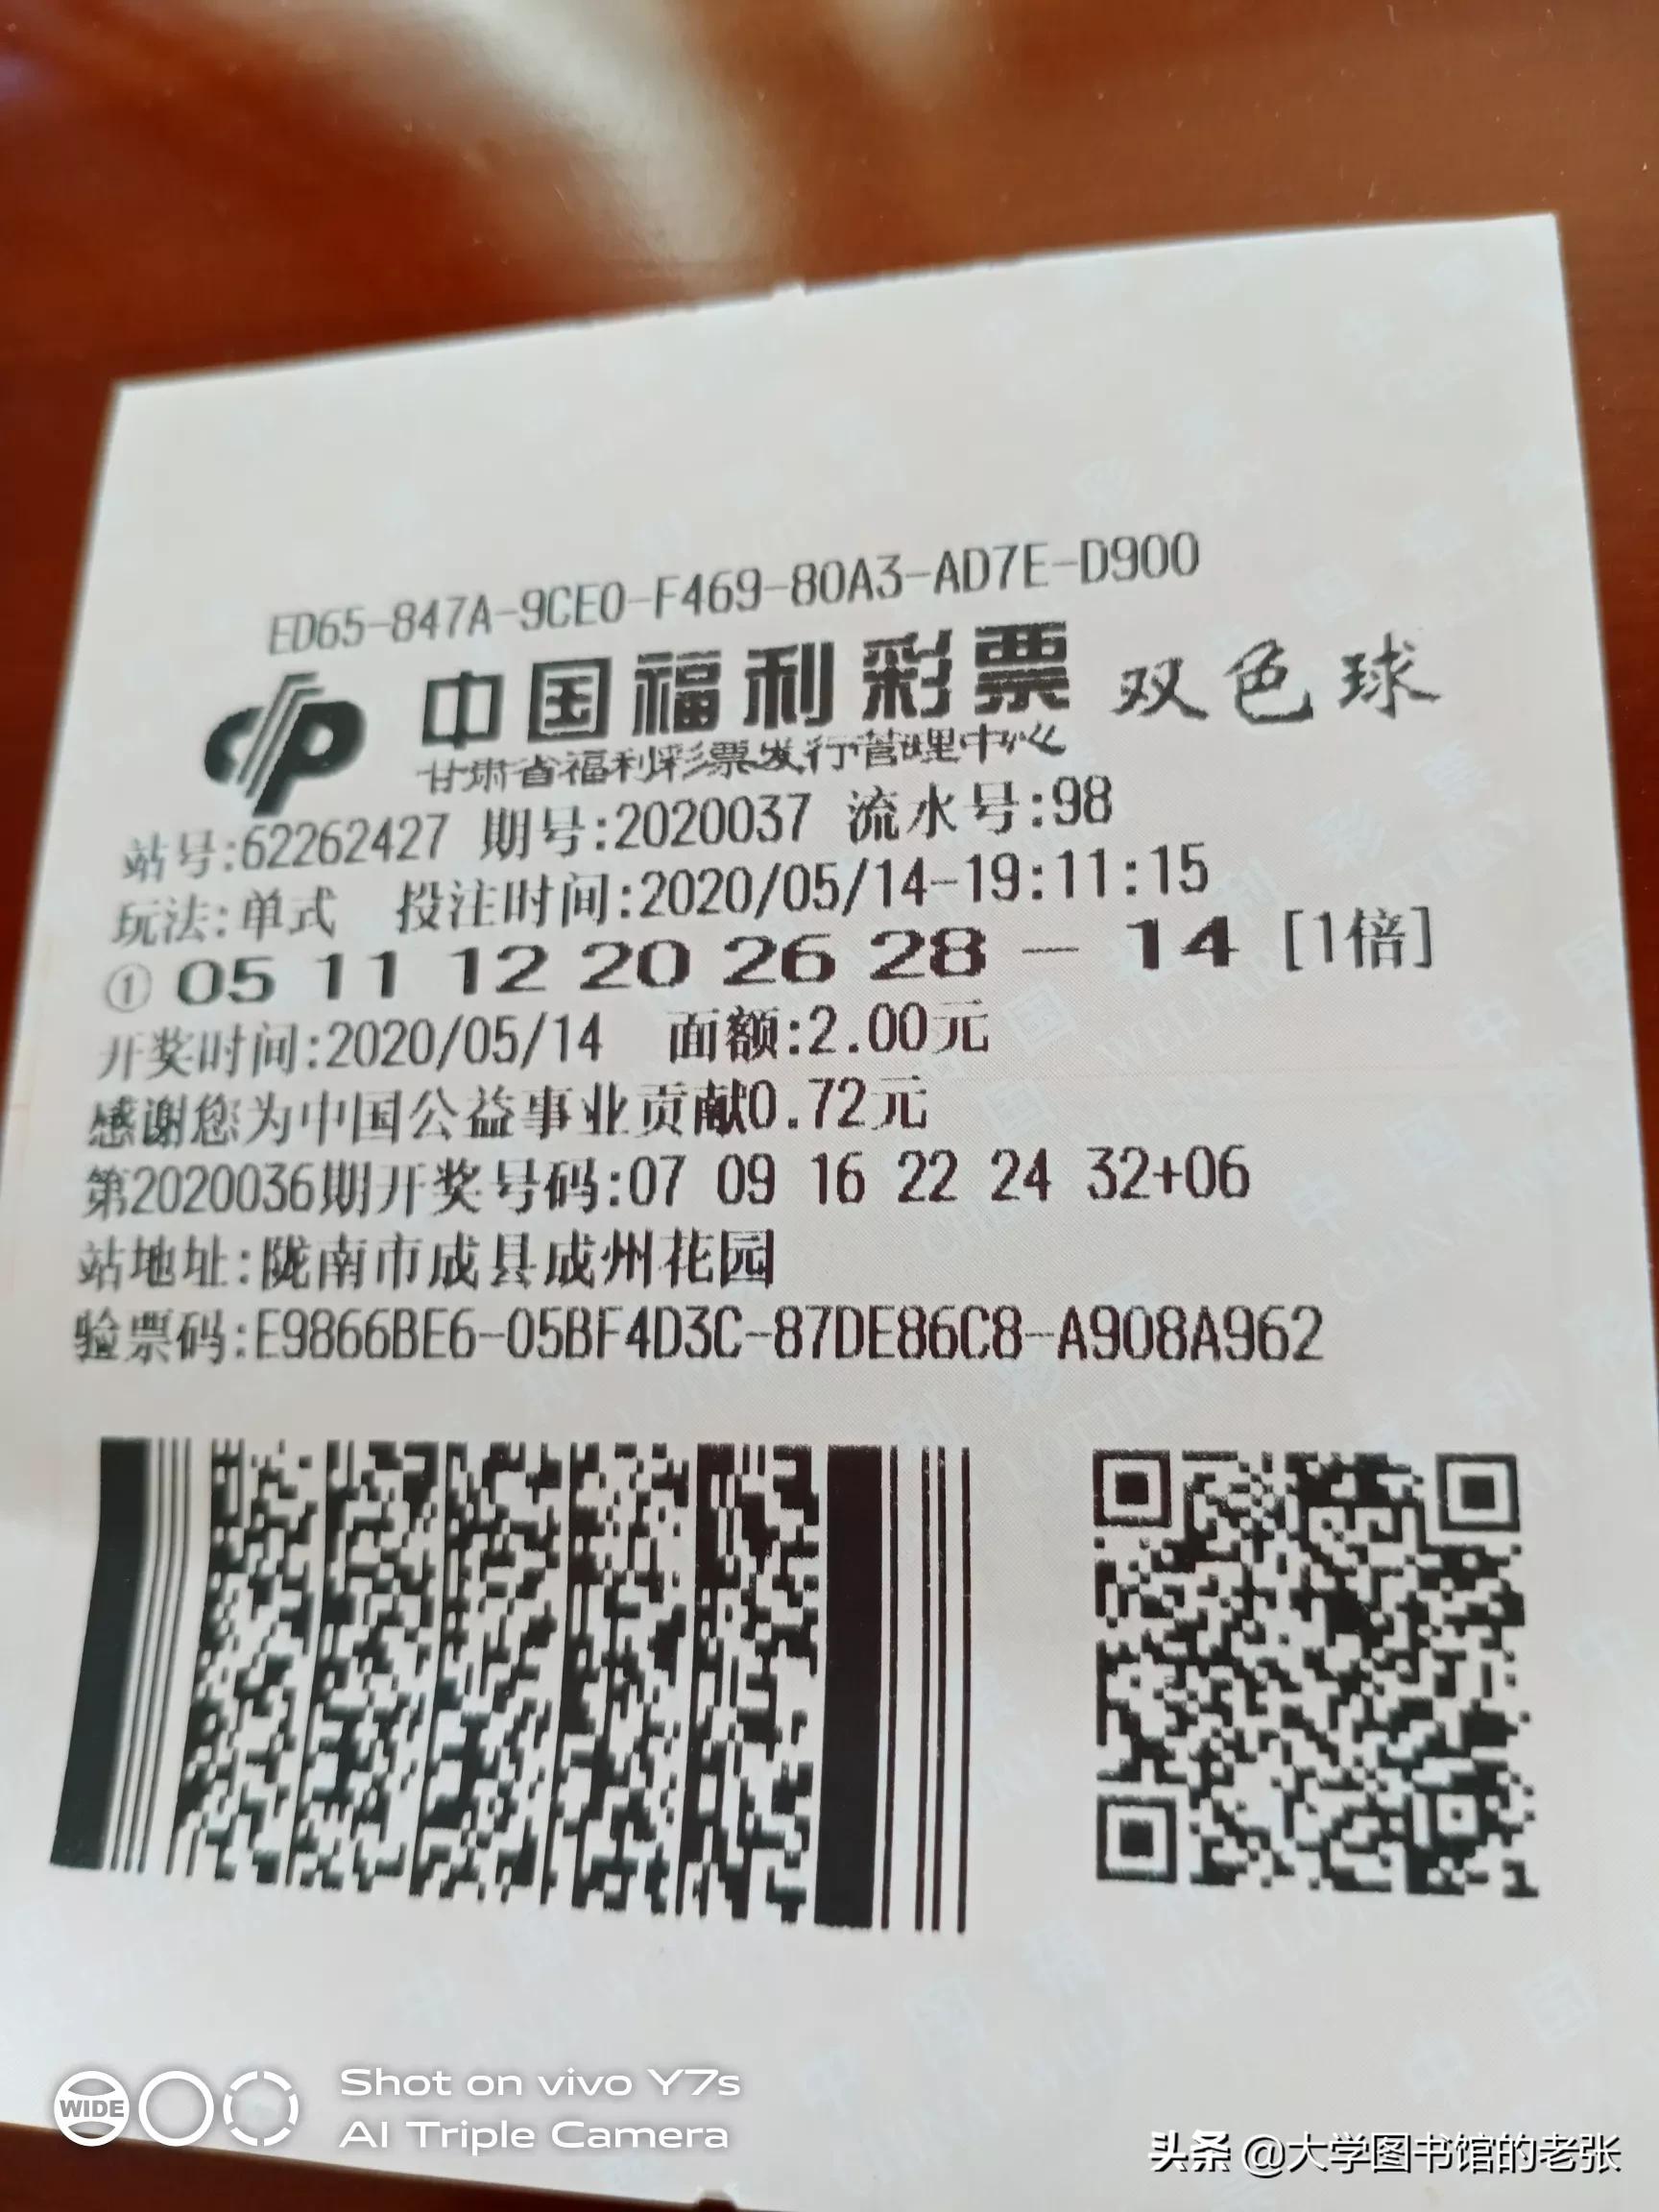 ED65-847A-9CE0-F469-80A3-AD7E-D900
中国福利彩票 双色球
甘肃省福利彩票发行管理中心
站号:62262427 期号:2020037 流水号:98
玩法:单式 投注时间:2020/05/14-19:11:15
① 05 11 12 20 26 28 — 14 [1倍]
开奖时间:2020/05/14 面额:2.00元
感谢您为中国公益事业贡献0.72元
第2020036期开奖号码:07 09 16 22 24 32+06
站地址:陇南市成县成州花园
验票码:E9866BE6-05BF4D3C-87DE86C8-A908A962
WIDE
Shot on vivo Y7s
AI Triple Camera
头条 @大学图书馆的老张